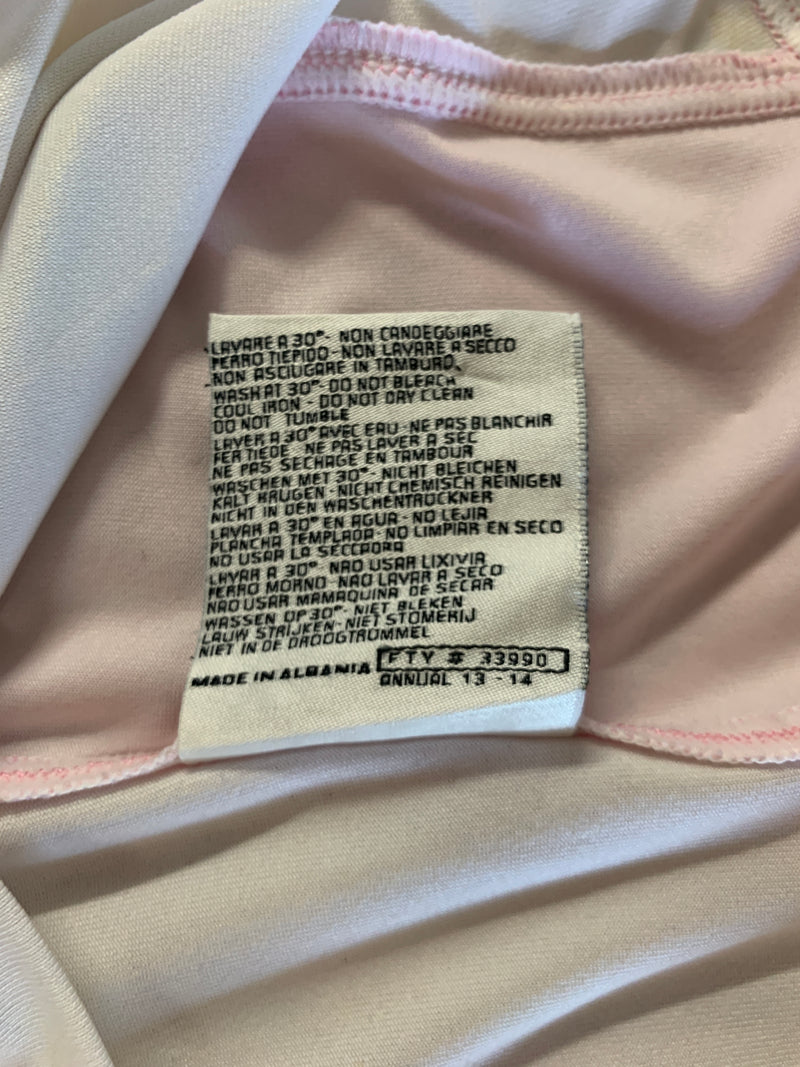 LAVARE A 30°- NON CANDEGGIARE
FERRO TIEPIDO-NON LAVARE A SECCO
NON ASCIUGARE IN TAMBURO.
WASH AT 30°-DO NOT BLEACH
COOL IRON - DO NOT DRY CLEAN
DO NOT TUMBLE
LAVER A 30° AVEC EAU-NE PAS BLANCHIR
FER TIEDE NE PAS LAVER A SEC
NE PAS SECHAGE EN TAMBOUR
WASCHEN MET 30°- NICHT BLEICHEN
KALT KRUGEN-NICHT CHEMISCH REINIGEN
NICHT IN DEN WASCHENTROCKNER
LAVAR A 30° EN AGUA-NO LEJIA
PLANCHA TEMPLADA-NO LIMPIAR EN SECO
NO USAR LA SECCPORA
LAVAR A 30°- NAO USAR LIXIVIA
FERRO MORNO-NAO LAVAR A SECO
NAO USAR MAMAQUINA DE SECAR
WASSEN OP 30°- NIET BLEKEN
LAUW STRIJKEN-NIET STOMERIJ
NIET IN DE DROOGTROMMEL
MADE IN ALBANIA FTY # 33990
ANNUAL 13 - 14